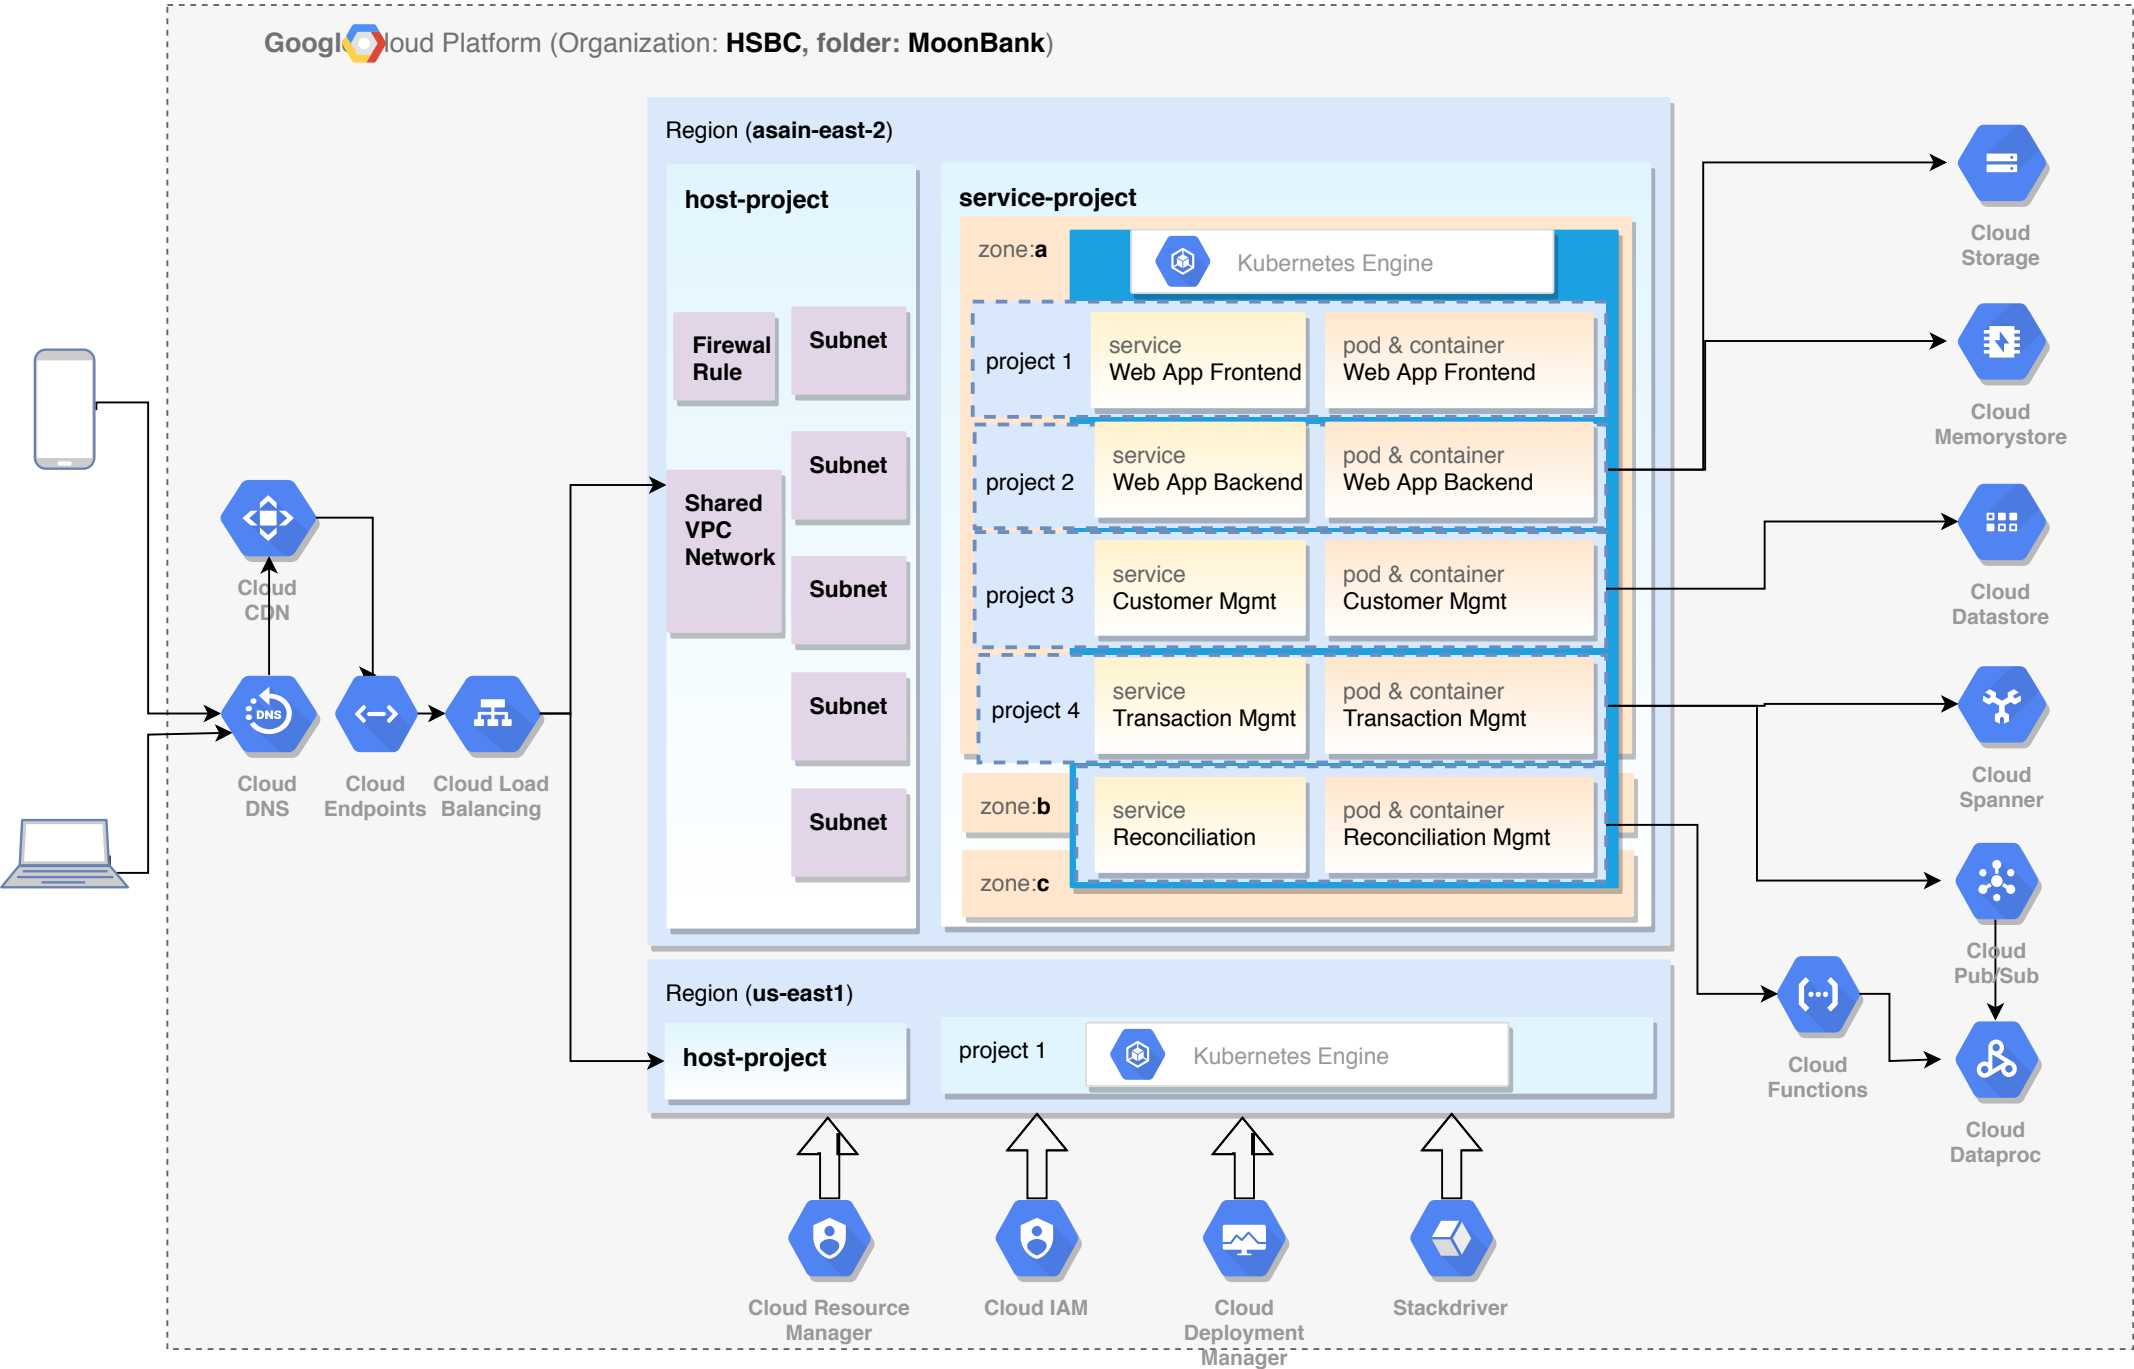 Googl loud Platform (Organization: HSBC, folder: MoonBank)
Region (asain-east-2)
host-project
Firewal
Rule
Subnet
Subnet
Shared
VPC
Network
Subnet
Subnet
Subnet
service-project
zone:a
Kubernetes Engine
project 1
service
Web App Frontend
pod & container
Web App Frontend
project 2
service
Web App Backend
pod & container
Web App Backend
project 3
service
Customer Mgmt
pod & container
Customer Mgmt
project 4
service
Transaction Mgmt
pod & container
Transaction Mgmt
zone:b
service
Reconciliation
pod & container
Reconciliation Mgmt
zone:c
Region (us-east1)
host-project
project 1
Kubernetes Engine
Cloud
CDN
DNS
Cloud
DNS
Cloud
Endpoints
Cloud Load
Balancing
Cloud
Storage
Cloud
Memorystore
Cloud
Datastore
Cloud
Spanner
Cloud
Pub/Sub
Cloud
Functions
Cloud
Dataproc
Cloud Resource
Manager
Cloud IAM
Cloud
Deployment
Manager
Stackdriver